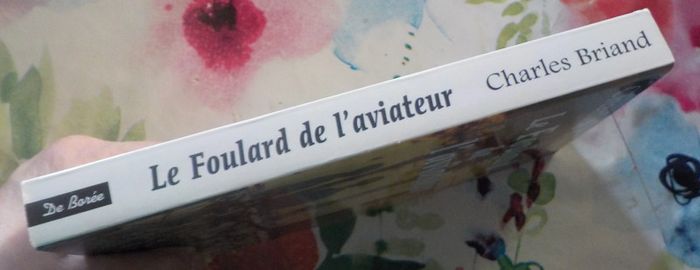 De Borée
Le Foulard de l'aviateur
Charles Briand